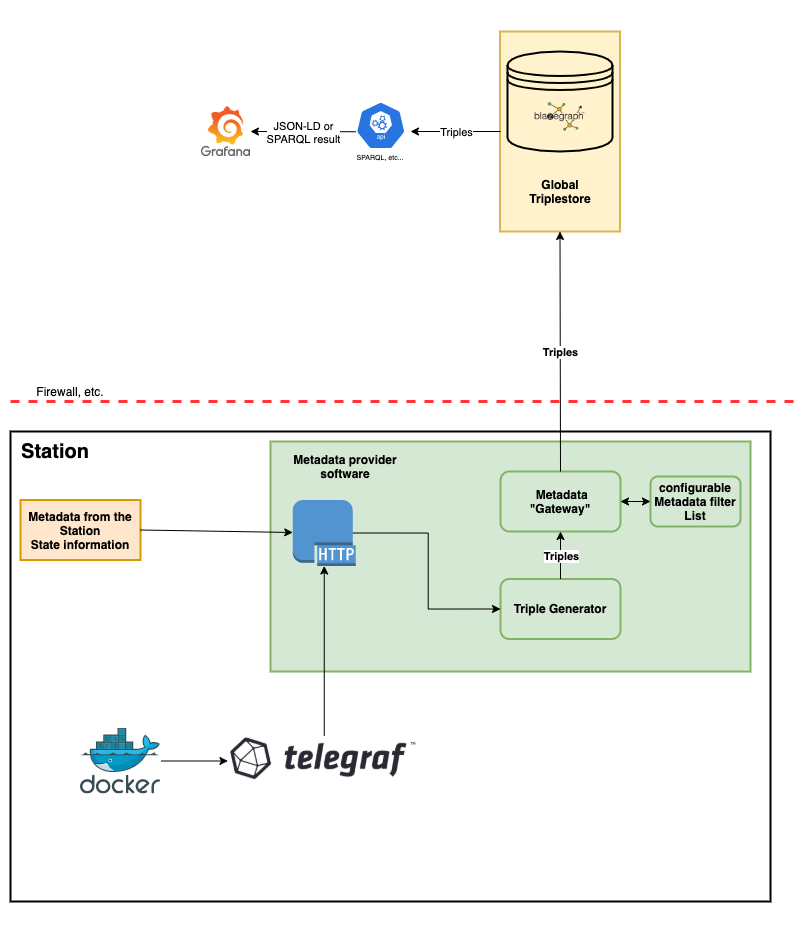 blazegraph
Global
Triplestore
Triples
api
SPARQL, etc...
JSON-LD or
SPARQL result
Grafana
Triples
Firewall, etc.
Station
Metadata provider
software
Metadata from the
Station
State information
HTTP
Metadata
"Gateway"
configurable
Metadata filter
List
Triples
Triple Generator
docker
telegraf™